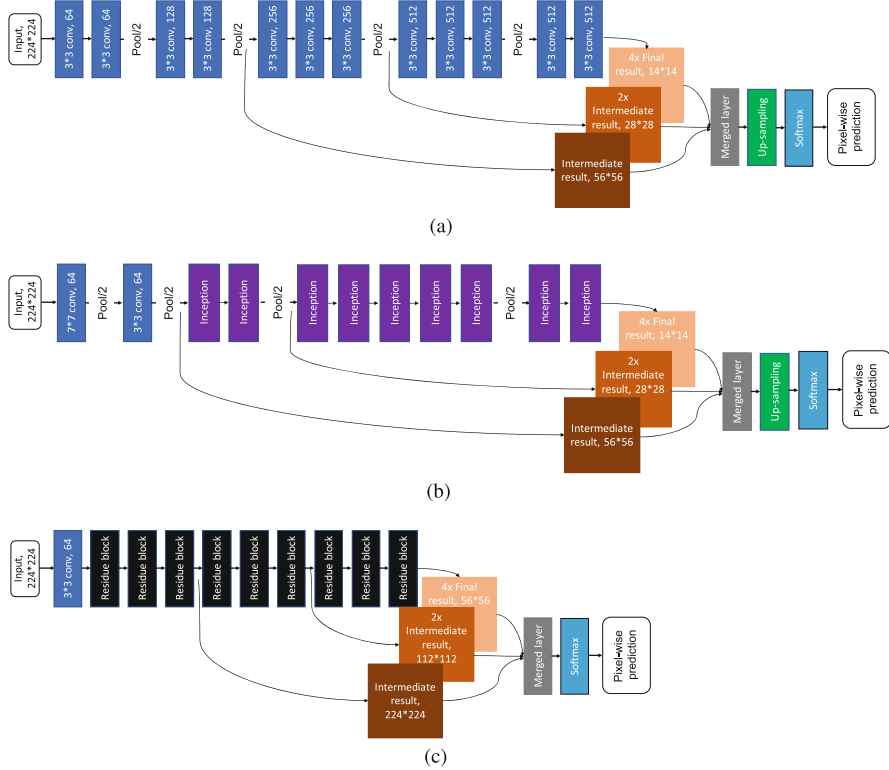 Input,
224*224
3*3 conv, 64
3*3 conv, 64
Pool/2
3*3 conv, 128
3*3 conv, 128
Pool/2
3*3 conv, 256
3*3 conv, 256
3*3 conv, 256
Pool/2
3*3 conv, 512
3*3 conv, 512
3*3 conv, 512
Pool/2
3*3 conv, 512
3*3 conv, 512
4x Final
result, 14*14
2x
Intermediate
result, 28*28
Intermediate
result, 56*56
Merged layer
Up-sampling
Softmax
Pixel-wise
prediction
(a)
Input,
224*224
7*7 conv, 64
Pool/2
3*3 conv, 64
Pool/2
Inception
Inception
Pool/2
Inception
Inception
Inception
Inception
Inception
Pool/2
Inception
Inception
4x Final
result, 14*14
2x
Intermediate
result, 28*28
Intermediate
result, 56*56
Merged layer
Up-sampling
Softmax
Pixel-wise
prediction
(b)
Input,
224*224
3*3 conv, 64
Residue block
Residue block
Residue block
Residue block
Residue block
Residue block
Residue block
Residue block
Residue block
4x Final
result, 56*56
2x
Intermediate
result,
112*112
Intermediate
result,
224*224
Merged layer
Softmax
Pixel-wise
prediction
(c)